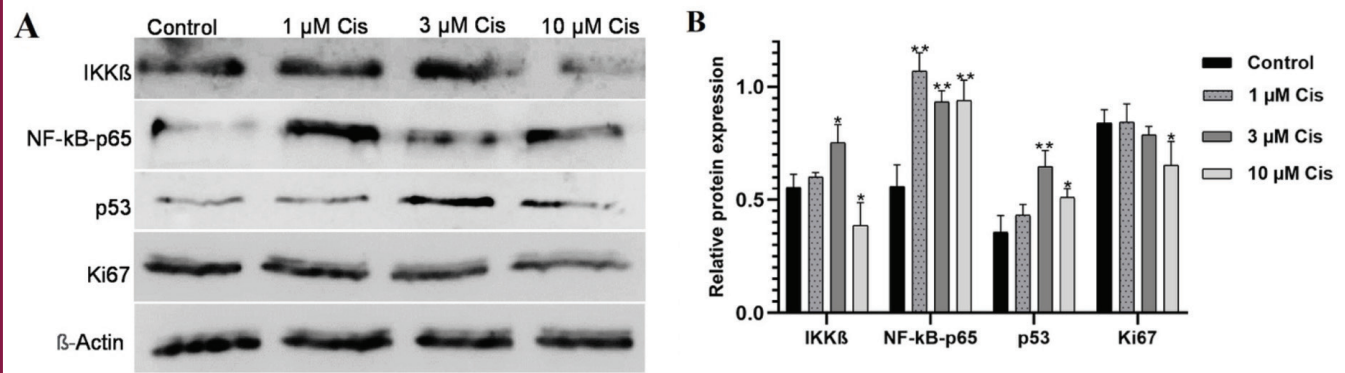 A
Control 1 µM Cis 3 µM Cis 10 µM Cis
IKKß
NF-kB-p65
p53
Ki67
ß-Actin
B
Relative protein expression
1.0
0.5
0.0
** ** **
* *
** *
*
IKKß NF-kB-p65 p53 Ki67
Control
1 µM Cis
3 µM Cis
10 µM Cis